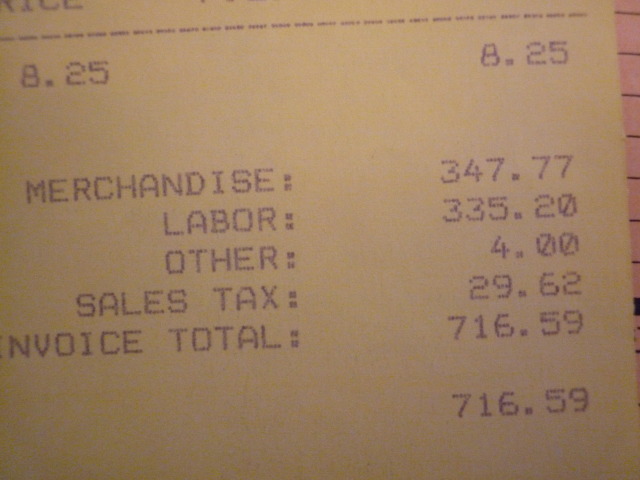 8.25 8.25
MERCHANDISE: 347.77
LABOR: 335.20
OTHER: 4.00
SALES TAX: 29.62
INVOICE TOTAL: 716.59
716.59